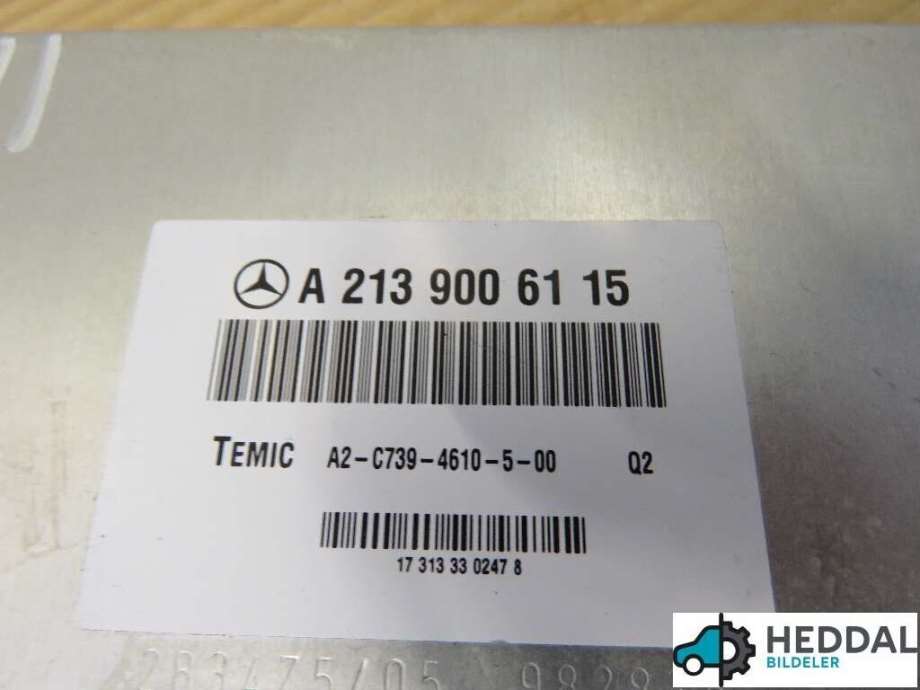 A 213 900 61 15
TEMIC A2-C739-4610-5-00 Q2
17 313 33 0247 8
HEDDAL
BILDELER